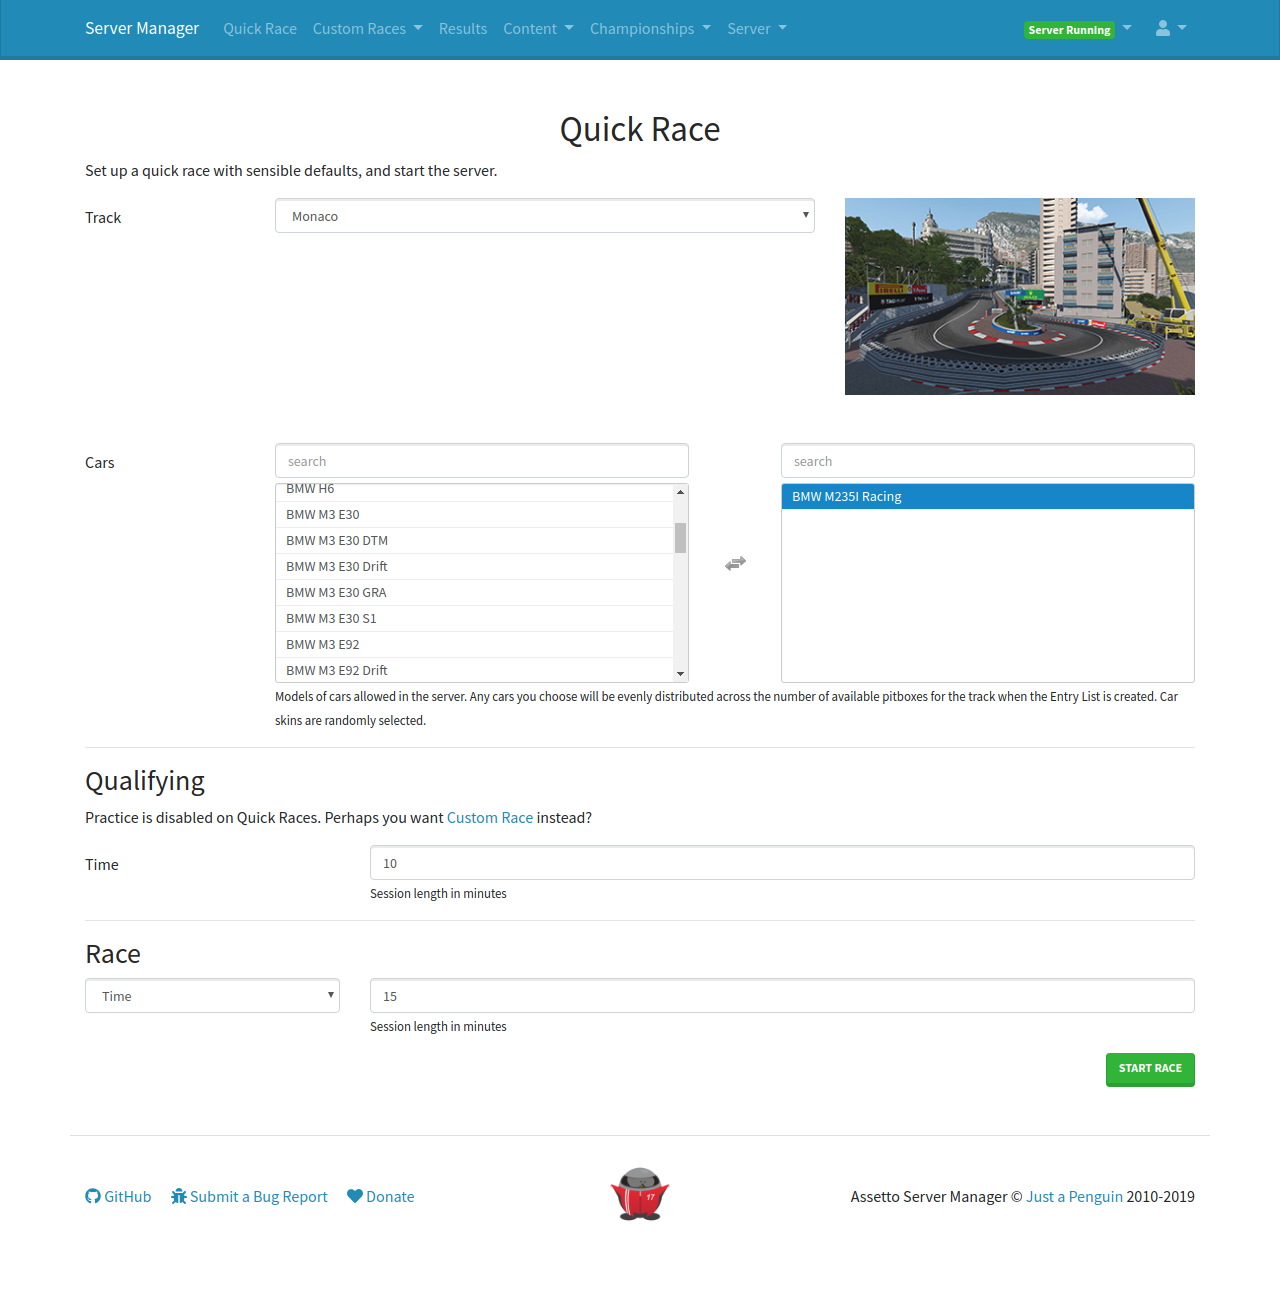 Server Manager Quick Race Custom Races Results Content Championships Server Server Running
Quick Race
Set up a quick race with sensible defaults, and start the server.
Track
Monaco
Cars
search
search
BMW H6
BMW M3 E30
BMW M3 E30 DTM
BMW M3 E30 Drift
BMW M3 E30 GRA
BMW M3 E30 S1
BMW M3 E92
BMW M3 E92 Drift
BMW M235I Racing
Models of cars allowed in the server. Any cars you choose will be evenly distributed across the number of available pitboxes for the track when the Entry List is created. Car
skins are randomly selected.
Qualifying
Practice is disabled on Quick Races. Perhaps you want Custom Race instead?
Time
10
Session length in minutes
Race
Time
15
Session length in minutes
START RACE
GitHub Submit a Bug Report Donate
17
Assetto Server Manager © Just a Penguin 2010-2019